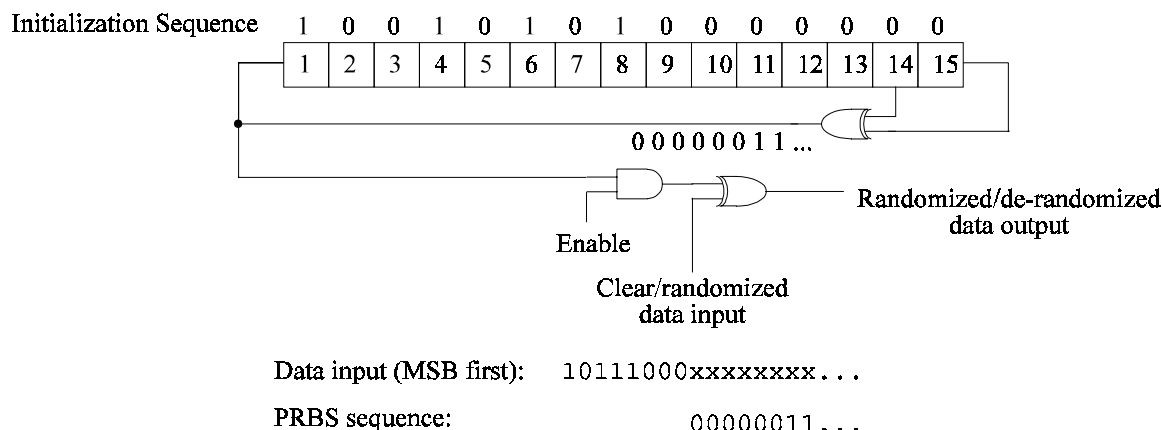 Initialization Sequence 1 0 0 1 0 1 0 1 0 0 0 0 0 0 0
1 2 3 4 5 6 7 8 9 10 11 12 13 14 15
0 0 0 0 0 0 1 1 ...
Enable
Clear/randomized
data input
Randomized/de-randomized
data output
Data input (MSB first): 10111000xxxxxxxx...
PRBS sequence: 00000011...